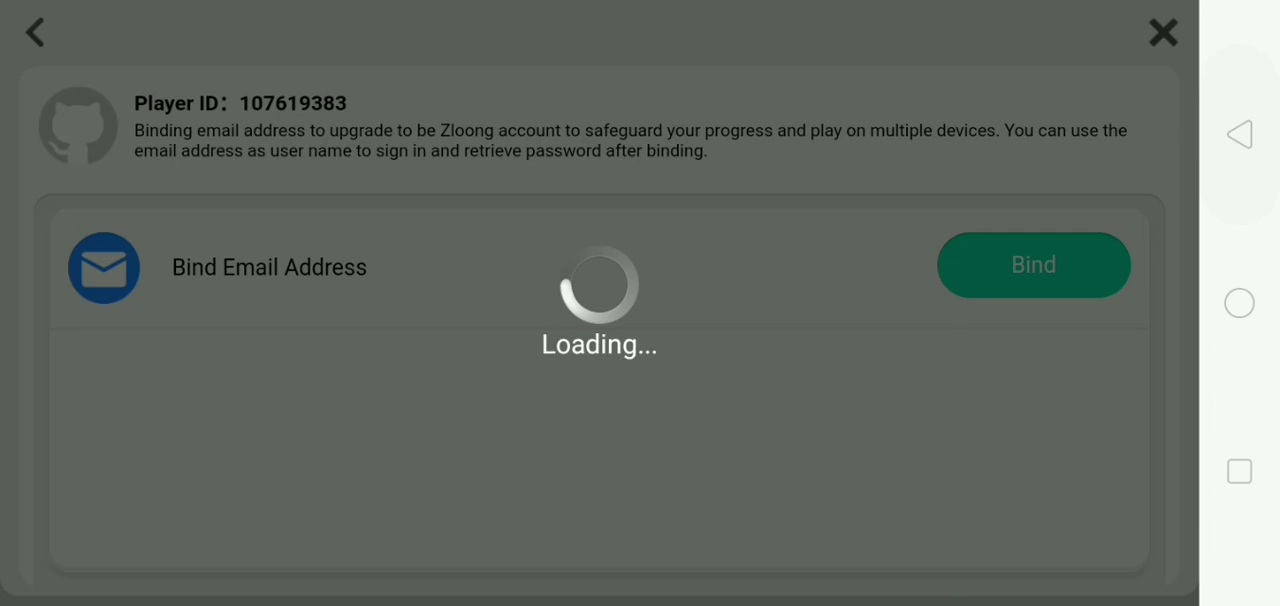 Player ID：107619383
Binding email address to upgrade to be Zloong account to safeguard your progress and play on multiple devices. You can use the
email address as user name to sign in and retrieve password after binding.
Bind Email Address
Bind
Loading...